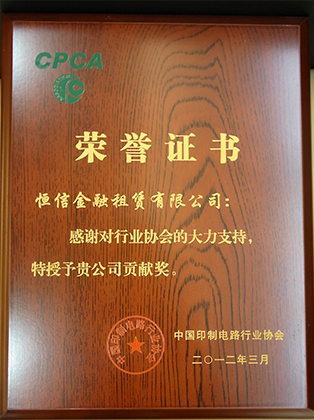 CPCA
荣誉证书
恒信金融租赁有限公司：
感谢对行业协会的大力支持，
特授予贵公司贡献奖。
中国印制电路行业协会
二〇一二年三月
中国印制电路行业协会